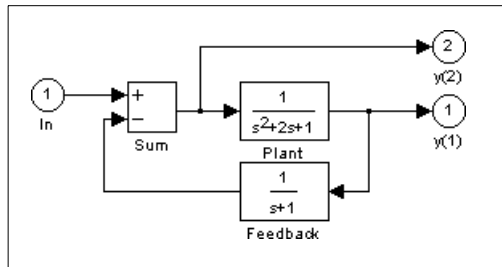 2
y(2)
1
In
+
−
Sum
1
s²+2s+1
Plant
1
y(1)
1
s+1
Feedback